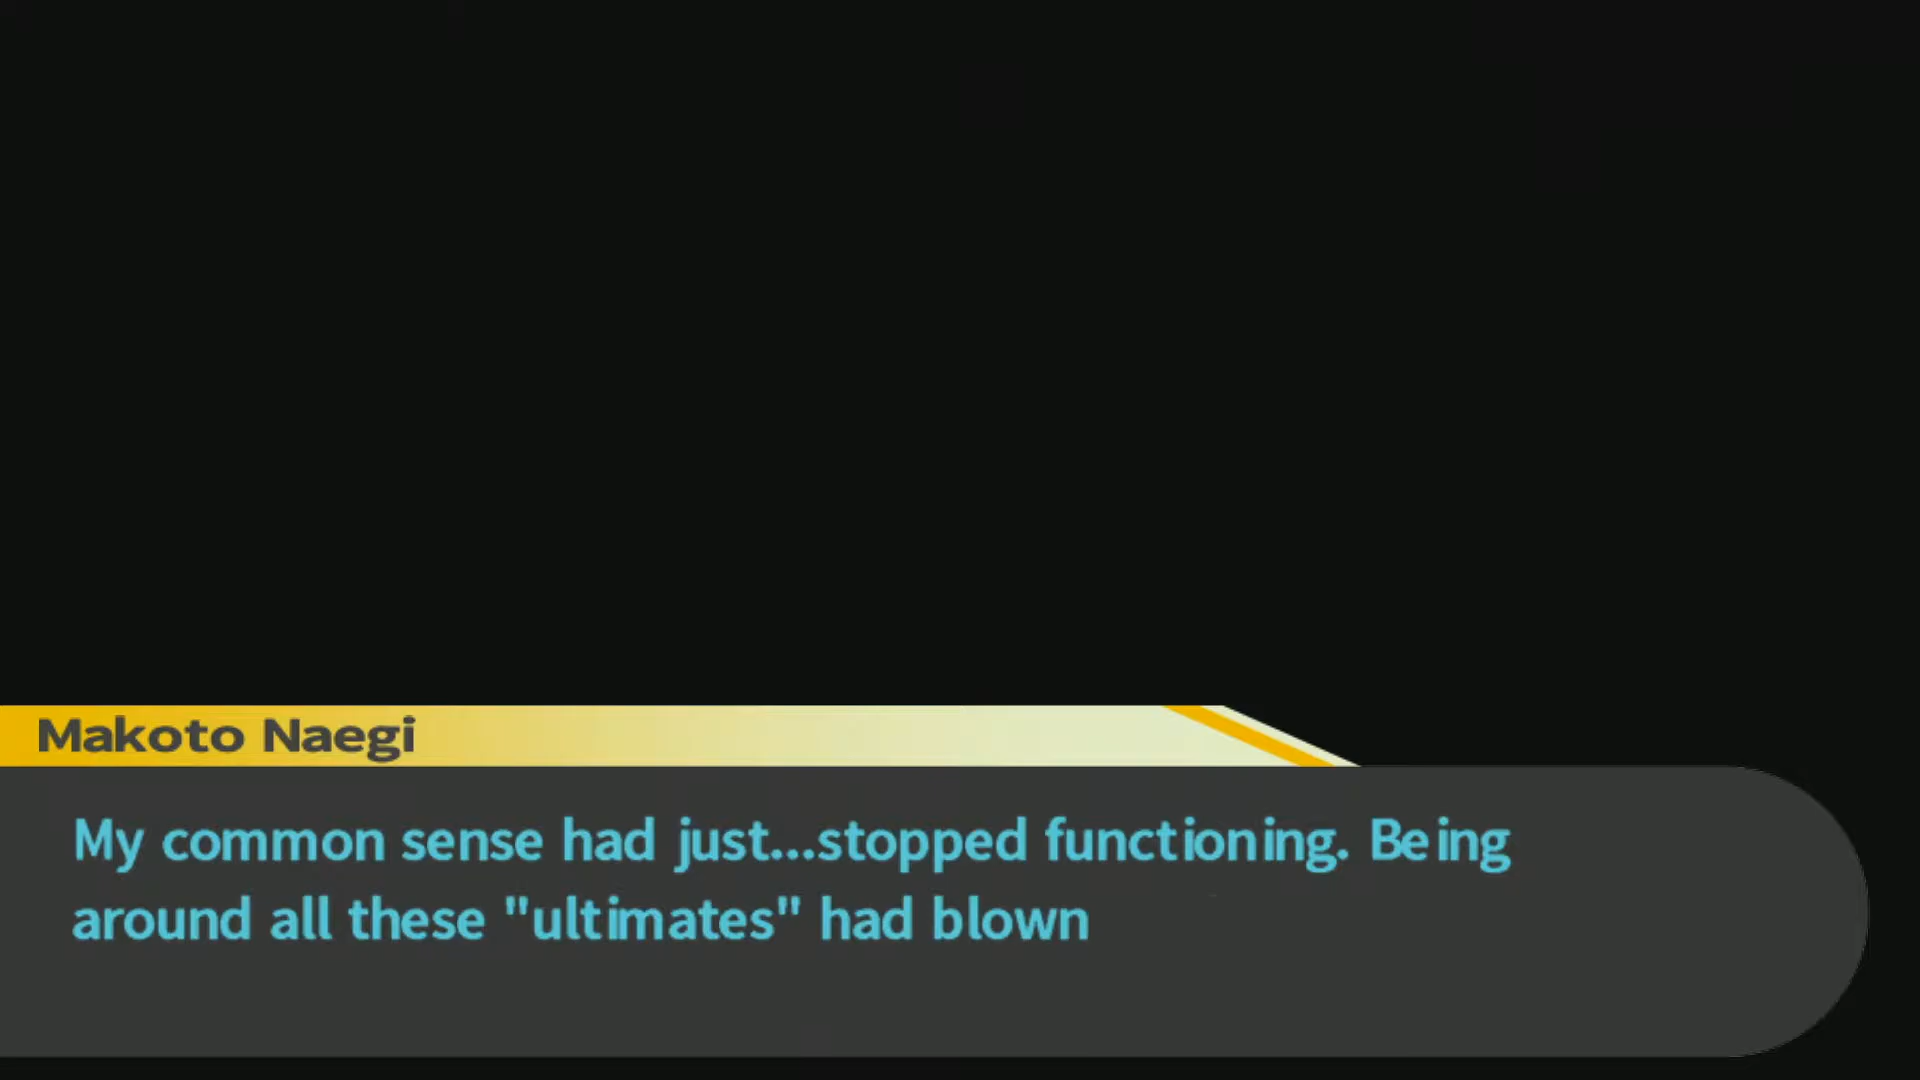 Makoto Naegi
My common sense had just...stopped functioning. Being
around all these "ultimates" had blown